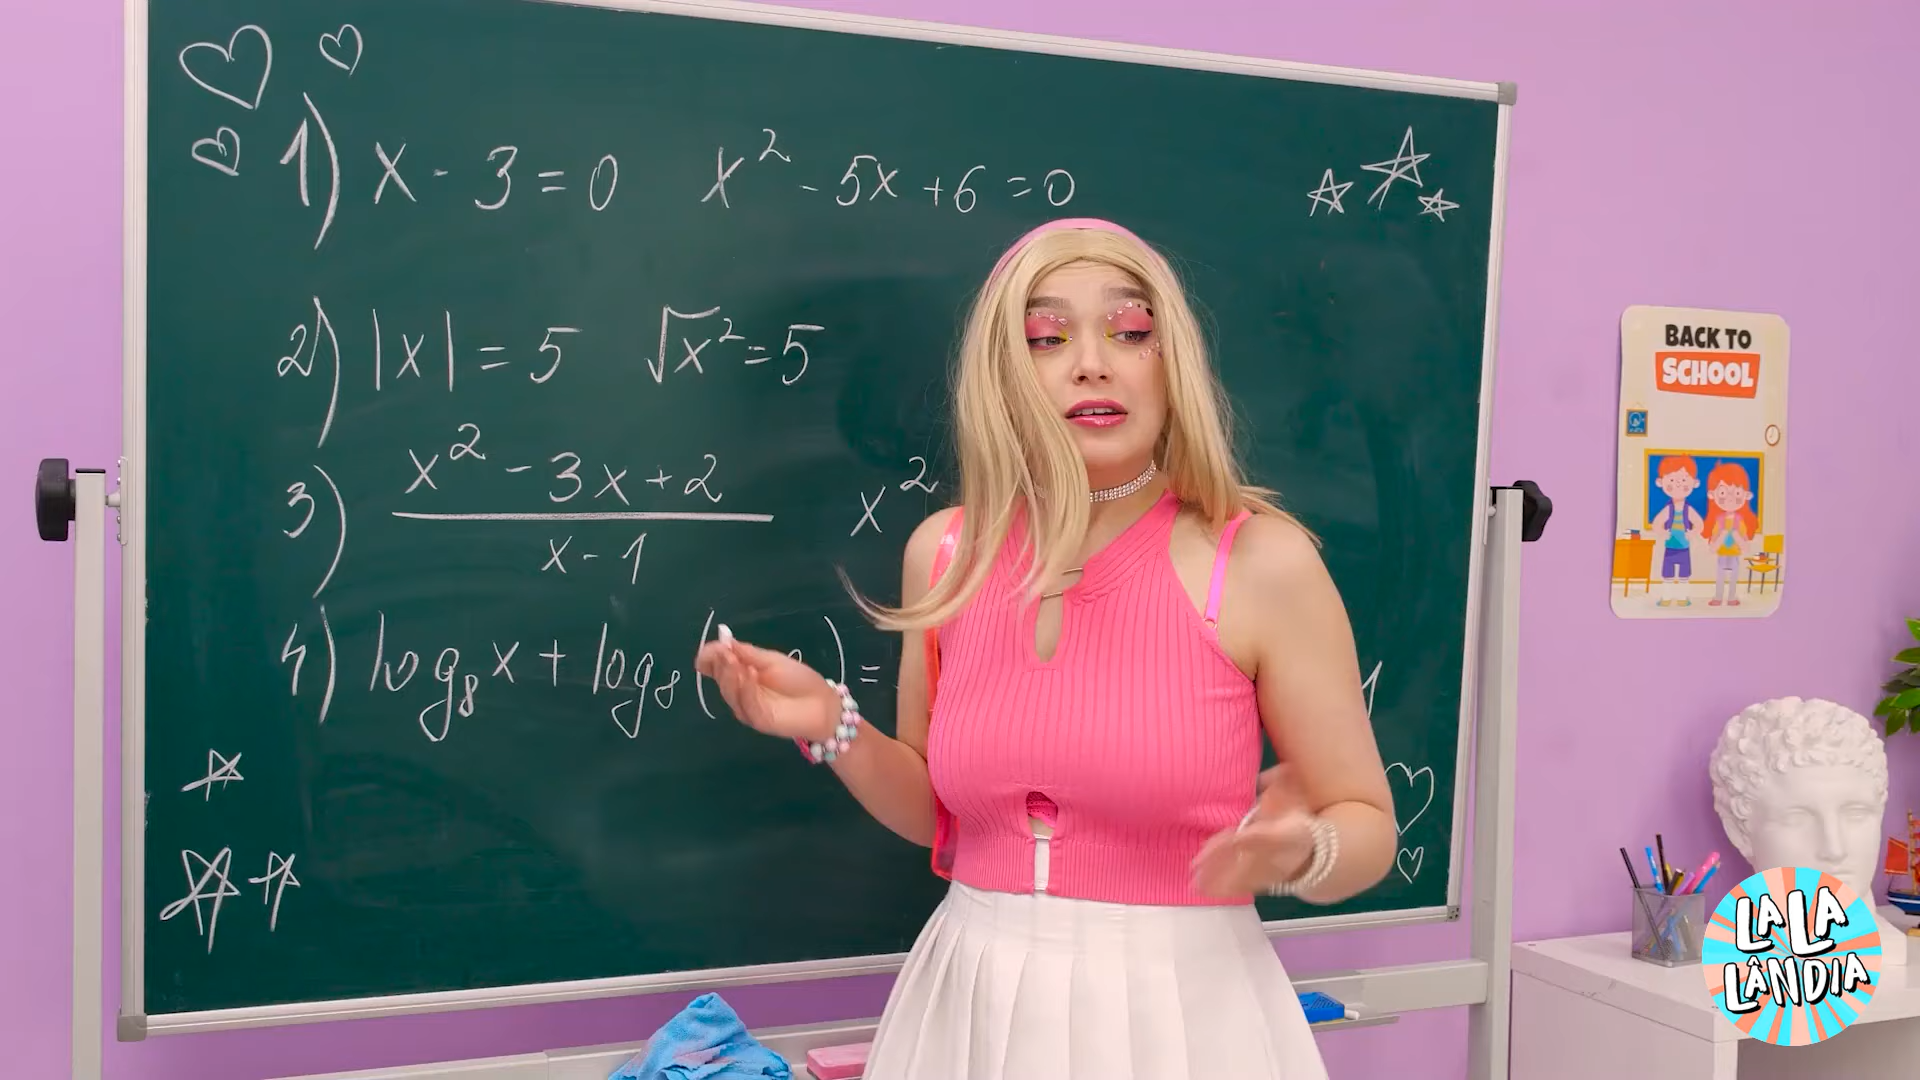 1) x - 3 = 0 x² - 5x + 6 = 0
2) |x| = 5 √x² = 5
3) x² - 3x + 2
x - 1
x²
4) log₈ x + log₈ ( ) =
BACK TO
SCHOOL
LA LA
LÂNDIA